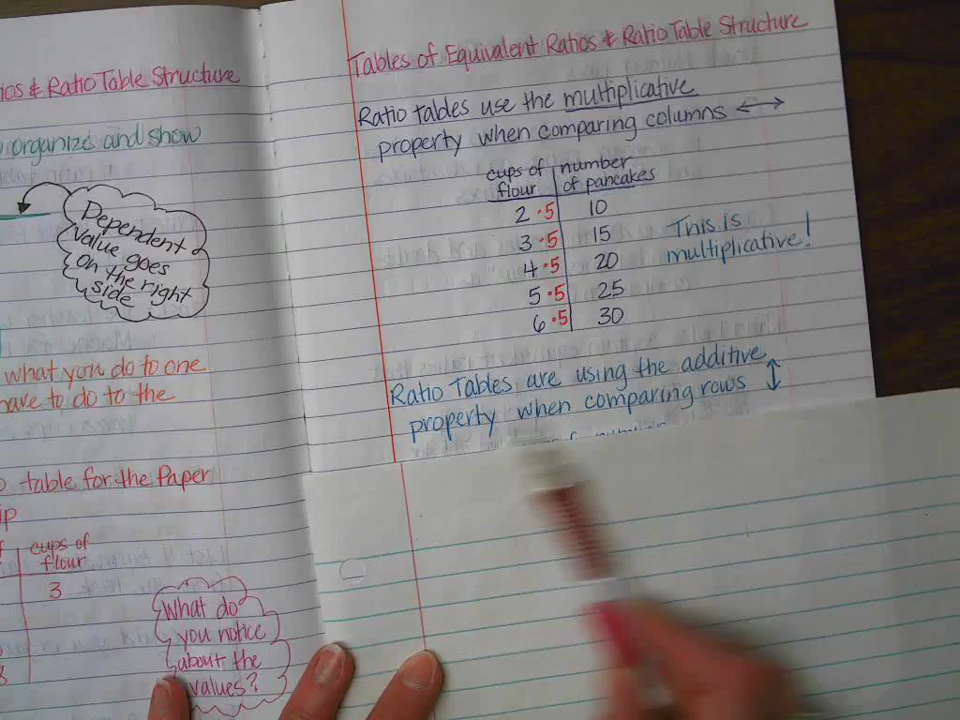 ios & Ratio Table Structure
o organize and show
Dependent
value goes
on the right
side
what you do to one
have to do to the
table for the Paper
ip
cups of
flour
3
What do
you notice
about the
values?
Tables of Equivalent Ratios & Ratio Table Structure
Ratio tables use the multiplicative
property when comparing columns ↔
cups of flour | number of pancakes
2 ·5 | 10
3 ·5 | 15
4 ·5 | 20
5 ·5 | 25
6 ·5 | 30
This is
multiplicative!
Ratio Tables are using the additive
property when comparing rows ↕